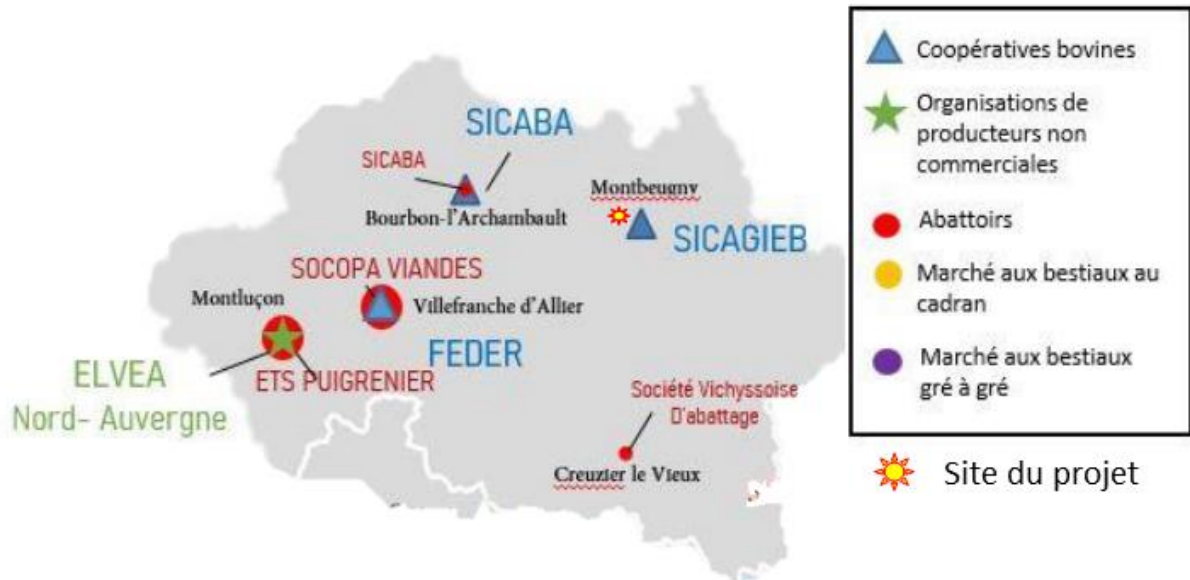 SICABA
SICABA
Bourbon-l'Archambault
Montbeugny
SICAGIEB
SOCOPA VIANDES
Montluçon
Villefranche d'Allier
FEDER
ELVEA
Nord- Auvergne
ETS PUIGRENIER
Société Vichyssoise
D'abattage
Creuzier le Vieux
Coopératives bovines
Organisations de
producteurs non
commerciales
Abattoirs
Marché aux bestiaux au
cadran
Marché aux bestiaux
gré à gré
Site du projet